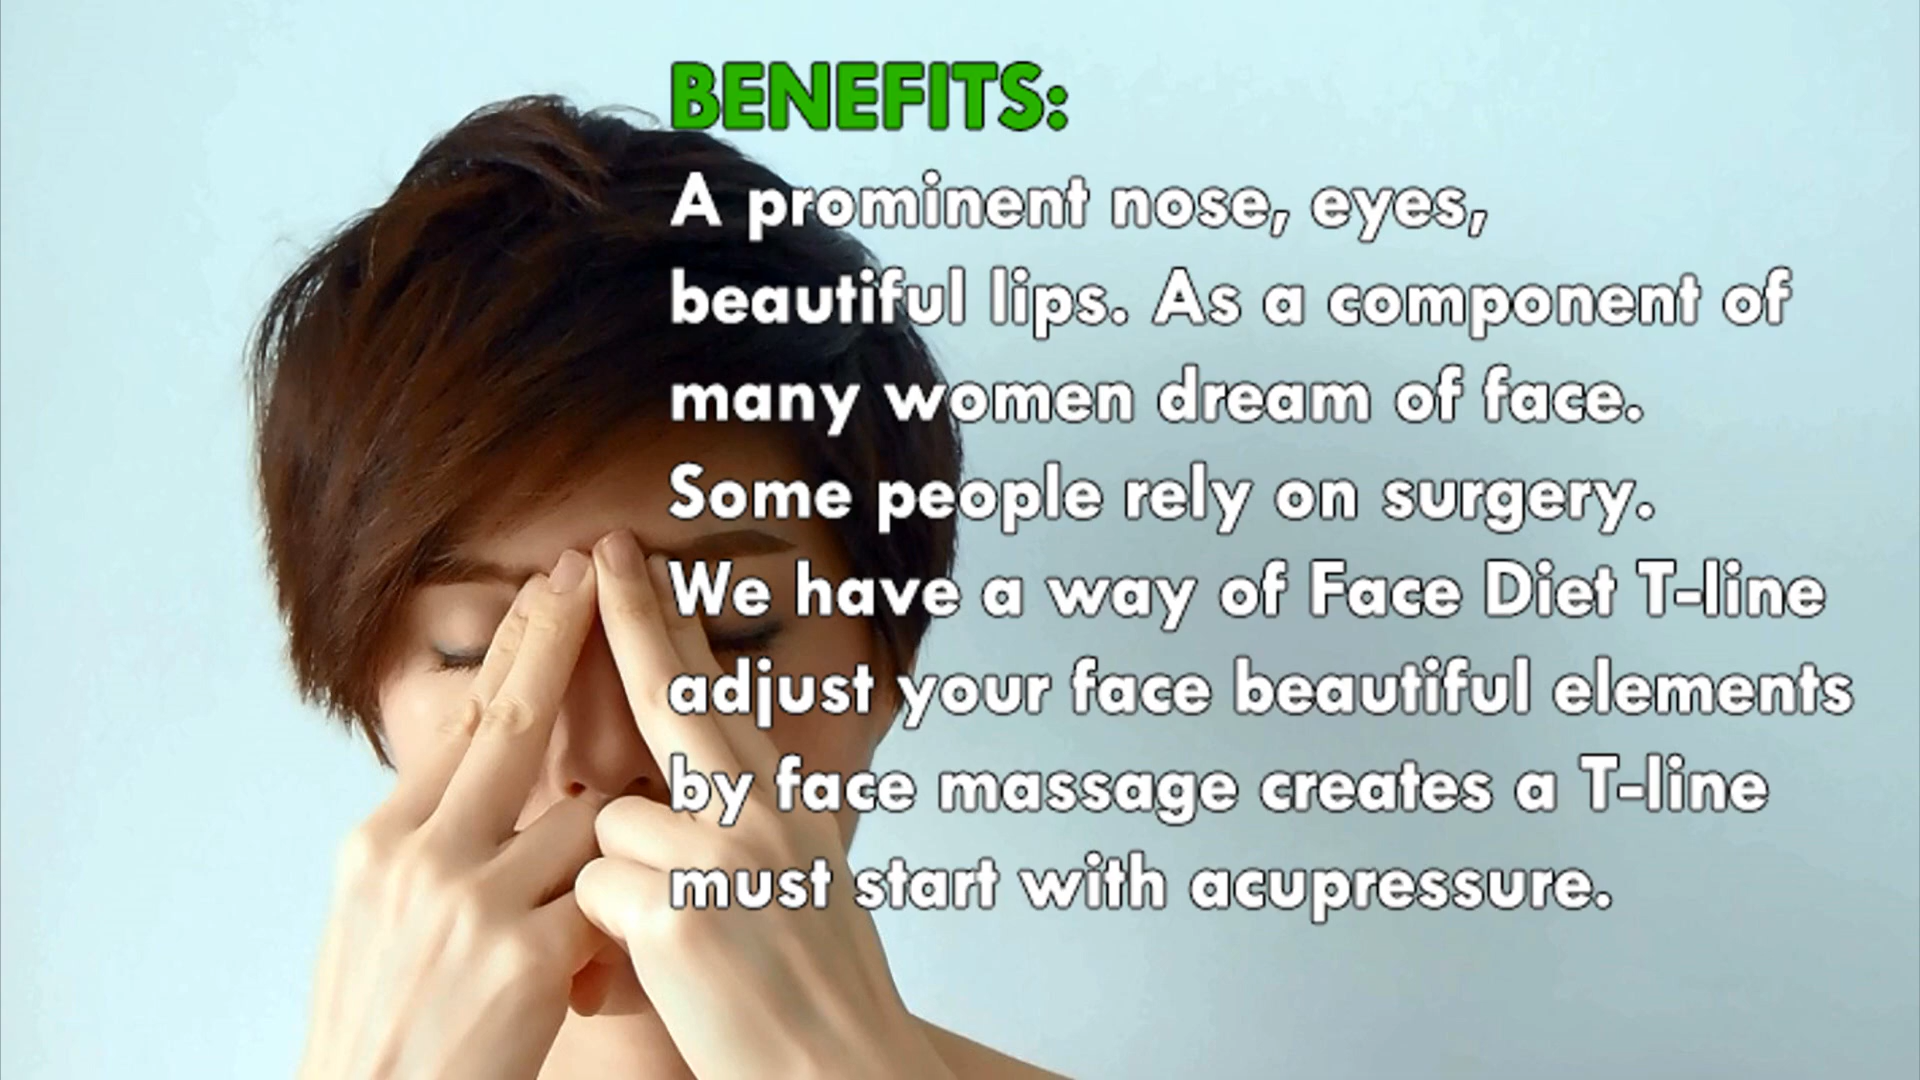 BENEFITS:
A prominent nose, eyes,
beautiful lips. As a component of
many women dream of face.
Some people rely on surgery.
We have a way of Face Diet T-line
adjust your face beautiful elements
by face massage creates a T-line
must start with acupressure.